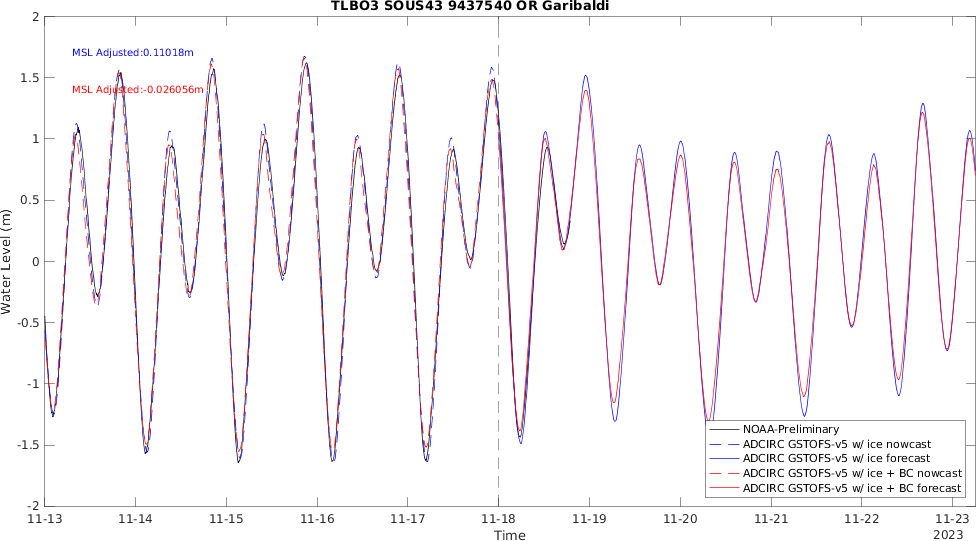 TLBO3 SOUS43 9437540 OR Garibaldi
MSL Adjusted:0.11018m
MSL Adjusted:-0.026056m
2
1.5
1
0.5
0
-0.5
-1
-1.5
-2
Water Level (m)
NOAA-Preliminary
ADCIRC GSTOFS-v5 w/ ice nowcast
ADCIRC GSTOFS-v5 w/ ice forecast
ADCIRC GSTOFS-v5 w/ ice + BC nowcast
ADCIRC GSTOFS-v5 w/ ice + BC forecast
11-13 11-14 11-15 11-16 11-17 11-18 11-19 11-20 11-21 11-22 11-23
2023
Time